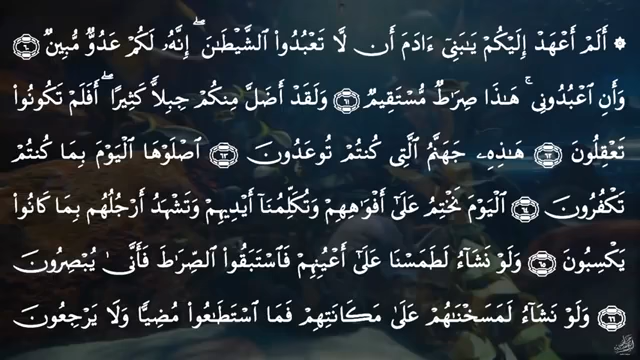 ۞ أَلَمْ أَعْهَدْ إِلَيْكُمْ يَٰبَنِىٓ ءَادَمَ أَن لَّا تَعْبُدُوا۟ ٱلشَّيْطَٰنَ ۖ إِنَّهُۥ لَكُمْ عَدُوٌّ مُّبِينٌ ۝٦٠
وَأَنِ ٱعْبُدُونِى ۚ هَٰذَا صِرَٰطٌ مُّسْتَقِيمٌ ۝٦١ وَلَقَدْ أَضَلَّ مِنكُمْ جِبِلًّا كَثِيرًا ۖ أَفَلَمْ تَكُونُوا۟
تَعْقِلُونَ ۝٦٢ هَٰذِهِۦ جَهَنَّمُ ٱلَّتِى كُنتُمْ تُوعَدُونَ ۝٦٣ ٱصْلَوْهَا ٱلْيَوْمَ بِمَا كُنتُمْ
تَكْفُرُونَ ۝٦٤ ٱلْيَوْمَ نَخْتِمُ عَلَىٰٓ أَفْوَٰهِهِمْ وَتُكَلِّمُنَآ أَيْدِيهِمْ وَتَشْهَدُ أَرْجُلُهُم بِمَا كَانُوا۟
يَكْسِبُونَ ۝٦٥ وَلَوْ نَشَآءُ لَطَمَسْنَا عَلَىٰٓ أَعْيُنِهِمْ فَٱسْتَبَقُوا۟ ٱلصِّرَٰطَ فَأَنَّىٰ يُبْصِرُونَ
۝٦٦ وَلَوْ نَشَآءُ لَمَسَخْنَٰهُمْ عَلَىٰ مَكَانَتِهِمْ فَمَا ٱسْتَطَٰعُوا۟ مُضِيًّا وَلَا يَرْجِعُونَ